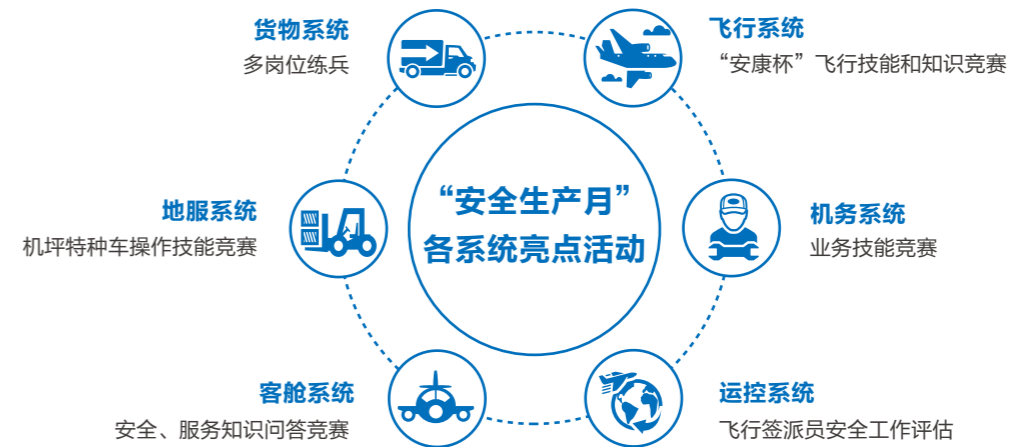 货物系统
多岗位练兵
飞行系统
“安康杯”飞行技能和知识竞赛
地服系统
机坪特种车操作技能竞赛
“安全生产月”
各系统亮点活动
机务系统
业务技能竞赛
客舱系统
安全、服务知识问答竞赛
运控系统
飞行签派员安全工作评估